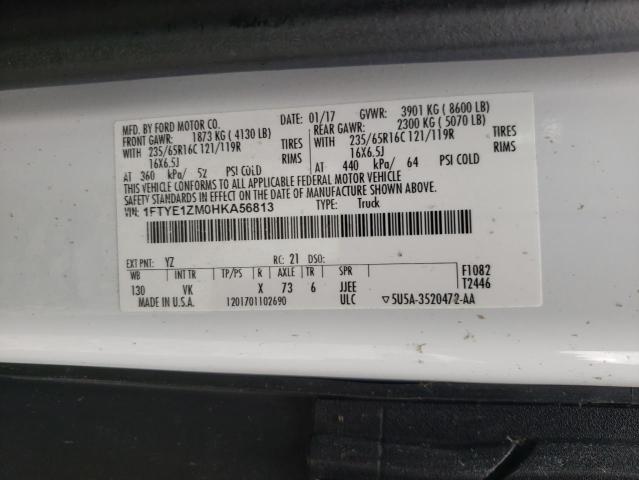 MFD. BY FORD MOTOR CO. DATE: 01/17 GVWR: 3901 KG ( 8600 LB)
FRONT GAWR: 1873 KG ( 4130 LB) REAR GAWR: 2300 KG ( 5070 LB)
WITH 235/65R16C 121/119R TIRES WITH 235/65R16C 121/119R TIRES
16X6.5J RIMS 16X6.5J RIMS
AT 360 kPa/ 52 PSI COLD AT 440 kPa/ 64 PSI COLD
THIS VEHICLE CONFORMS TO ALL APPLICABLE FEDERAL MOTOR VEHICLE
SAFETY STANDARDS IN EFFECT ON THE DATE OF MANUFACTURE SHOWN ABOVE.
VIN: 1FTYE1ZM0HKA56813 TYPE: Truck
EXT PNT: YZ RC: 21 DSO:
WB INT TR TP/PS R AXLE TR SPR F1082
130 VK X 73 6 JJEE T2446
MADE IN U.S.A. 1201701102690 ULC ▽5U5A-3520472-AA